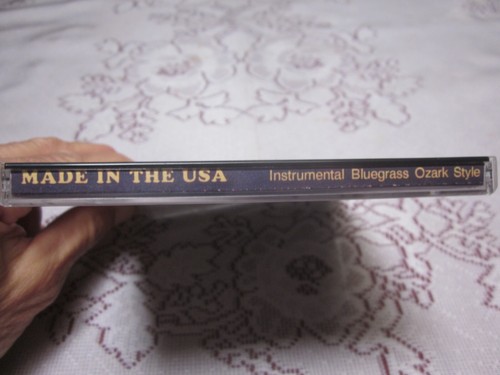 MADE IN THE USA Instrumental Bluegrass Ozark Style